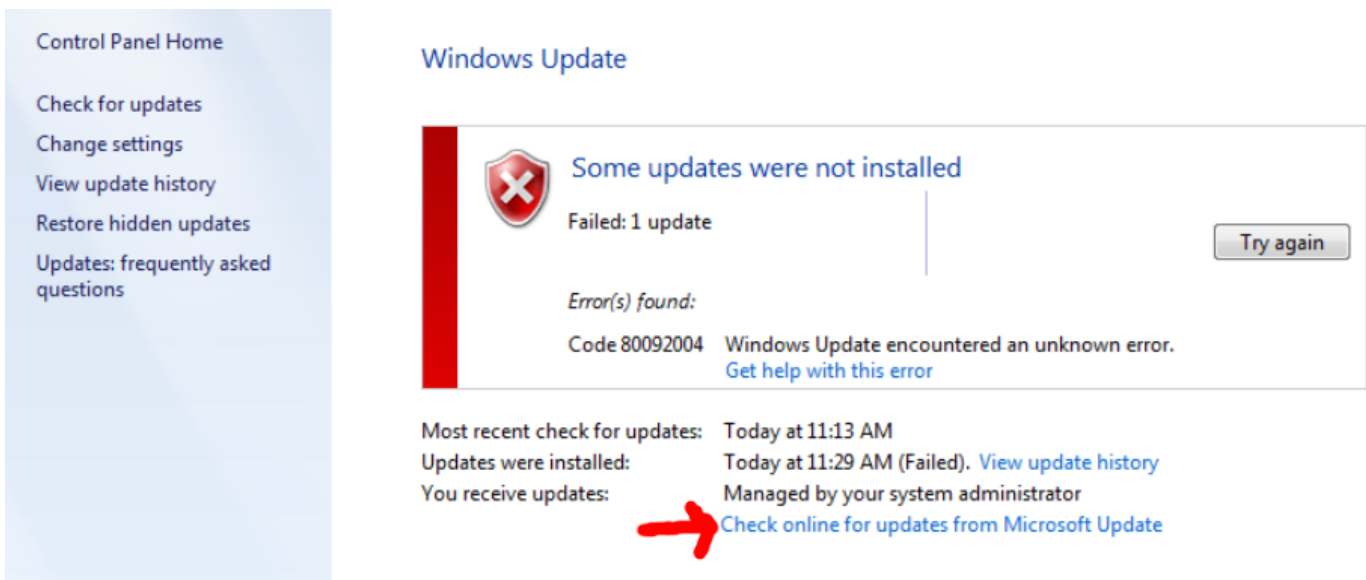 Control Panel Home
Check for updates
Change settings
View update history
Restore hidden updates
Updates: frequently asked
questions
Windows Update
Some updates were not installed
Failed: 1 update
Try again
Error(s) found:
Code 80092004 Windows Update encountered an unknown error.
Get help with this error
Most recent check for updates: Today at 11:13 AM
Updates were installed: Today at 11:29 AM (Failed). View update history
You receive updates: Managed by your system administrator
Check online for updates from Microsoft Update